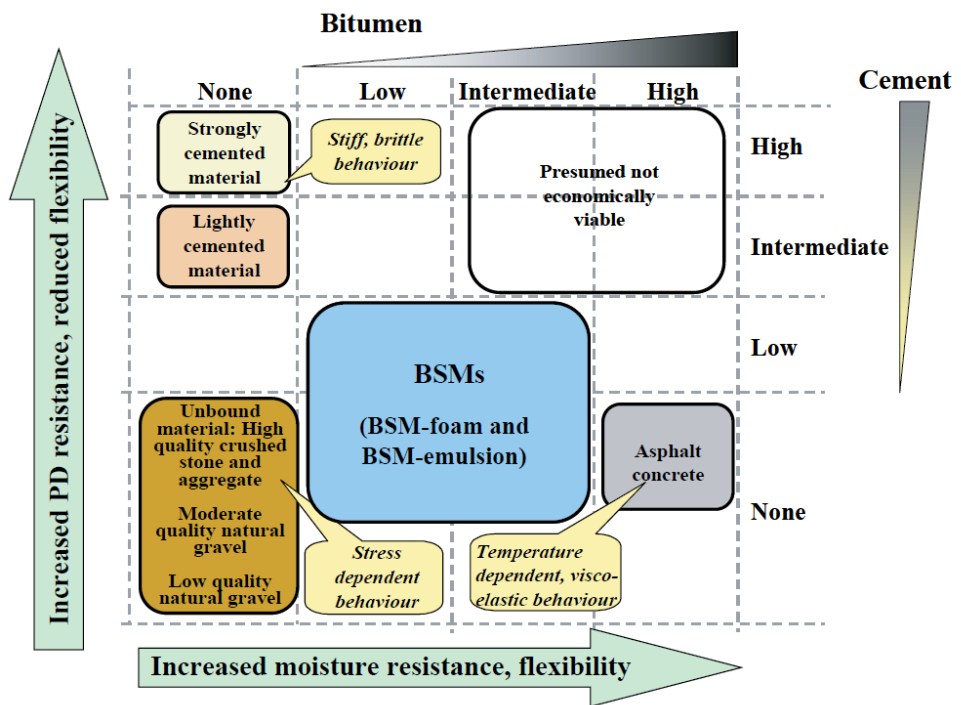 Bitumen
Cement
None
Low
Intermediate
High
Strongly
cemented
material
Stiff, brittle
behaviour
Presumed not
economically
viable
High
Lightly
cemented
material
Intermediate
BSMs
(BSM-foam and
BSM-emulsion)
Low
Unbound
material: High
quality crushed
stone and
aggregate
Moderate
quality natural
gravel
Low quality
natural gravel
Asphalt
concrete
None
Stress
dependent
behaviour
Temperature
dependent, visco-
elastic behaviour
Increased PD resistance, reduced flexibility
Increased moisture resistance, flexibility